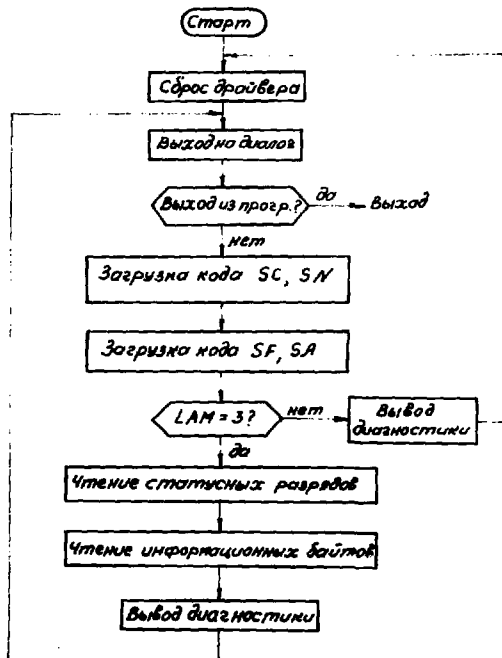 Старт
Сброс драйвера
Выход на диалог
Выход из прогр.?
да
Выход
нет
Загрузка кода SC, SN
Загрузка кода SF, SA
LAM = 3?
нет
Вывод
диагностики
да
Чтение статусных разрядов
Чтение информационных байтов
Вывод диагностики